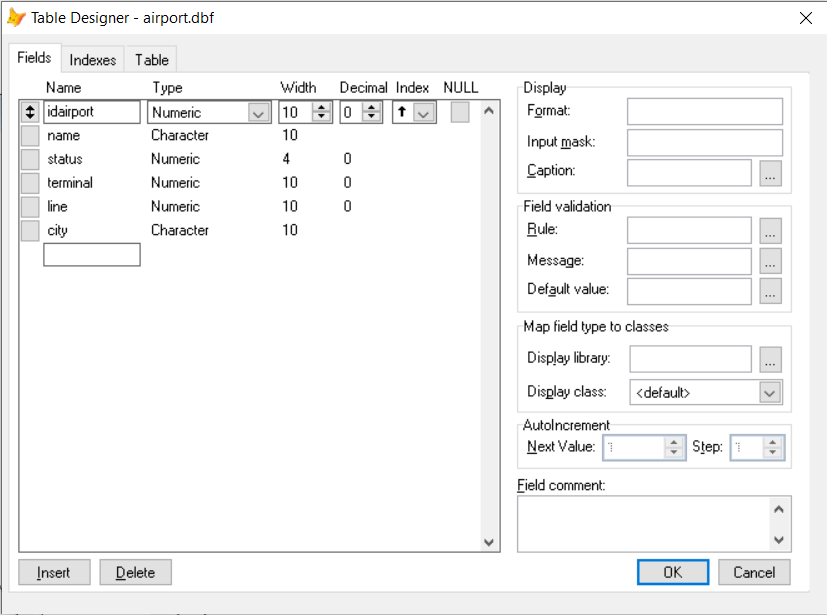 Table Designer - airport.dbf
Fields Indexes Table
Name Type Width Decimal Index NULL
idairport Numeric 10 0
name Character 10
status Numeric 4 0
terminal Numeric 10 0
line Numeric 10 0
city Character 10
Display
Format:
Input mask:
Caption: ...
Field validation
Rule: ...
Message: ...
Default value: ...
Map field type to classes
Display library: ...
Display class: <default>
AutoIncrement
Next Value: 1 Step: 1
Field comment:
Insert Delete OK Cancel